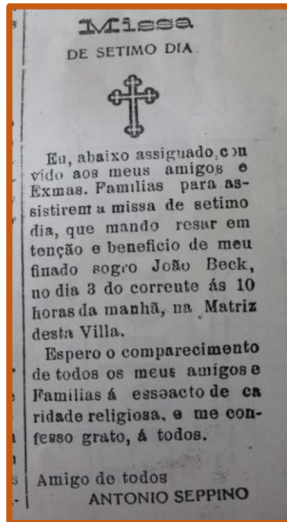 Missa
DE SETIMO DIA
Eu, abaixo assignado, con
vido aos meus amigos e
Exmas. Familias para as-
sistirem a missa de setimo
dia, que mando resar em
tenção e beneficio de meu
finado sogro João Beck,
no dia 3 do corrente ás 10
horas da manhã, na Matriz
desta Villa.
Espero o comparecimento
de todos os meus amigos e
Familias á esse acto de ca
ridade religiosa, e me con-
fesso grato, á todos.
Amigo de todos
ANTONIO SEPPINO